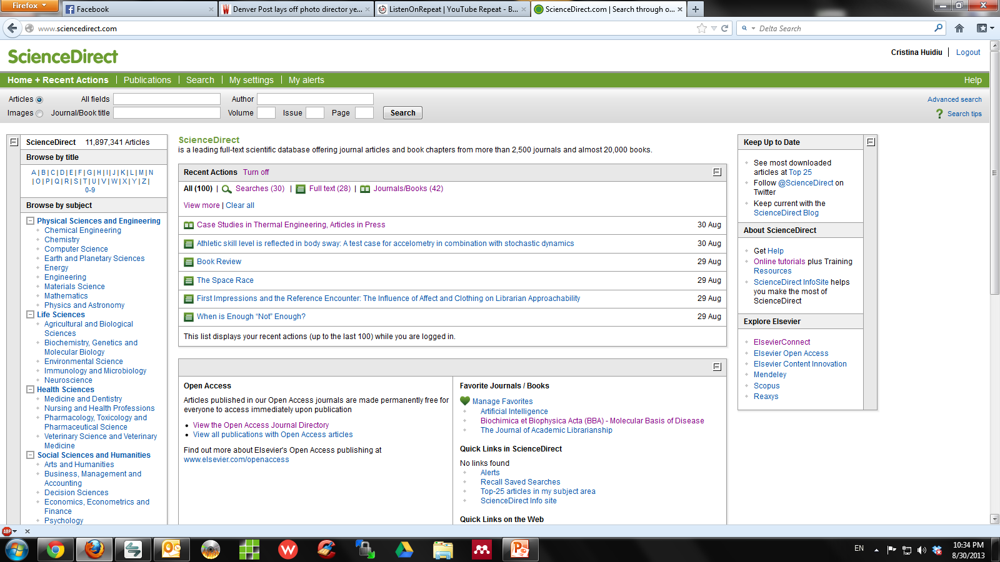 Firefox
Facebook
Denver Post lays off photo director ye...
ListenOnRepeat | YouTube Repeat - B...
ScienceDirect.com | Search through o...
www.sciencedirect.com
Delta Search
ScienceDirect
Cristina Huidiu | Logout
Home + Recent Actions | Publications | Search | My settings | My alerts
Help
Articles All fields Author
Advanced search
Images Journal/Book title Volume Issue Page Search
? Search tips
ScienceDirect 11,897,341 Articles
Browse by title
A | B | C | D | E | F | G | H | I | J | K | L | M | N
| O | P | Q | R | S | T | U | V | W | X | Y | Z |
0-9
Browse by subject
Physical Sciences and Engineering
Chemical Engineering
Chemistry
Computer Science
Earth and Planetary Sciences
Energy
Engineering
Materials Science
Mathematics
Physics and Astronomy
Life Sciences
Agricultural and Biological
Sciences
Biochemistry, Genetics and
Molecular Biology
Environmental Science
Immunology and Microbiology
Neuroscience
Health Sciences
Medicine and Dentistry
Nursing and Health Professions
Pharmacology, Toxicology and
Pharmaceutical Science
Veterinary Science and Veterinary
Medicine
Social Sciences and Humanities
Arts and Humanities
Business, Management and
Accounting
Decision Sciences
Economics, Econometrics and
Finance
Psychology
ScienceDirect
is a leading full-text scientific database offering journal articles and book chapters from more than 2,500 journals and almost 20,000 books.
Recent Actions Turn off
All (100) | Searches (30) | Full text (28) | Journals/Books (42)
View more | Clear all
Case Studies in Thermal Engineering, Articles in Press 30 Aug
Athletic skill level is reflected in body sway: A test case for accelometry in combination with stochastic dynamics 30 Aug
Book Review 29 Aug
The Space Race 29 Aug
First Impressions and the Reference Encounter: The Influence of Affect and Clothing on Librarian Approachability 29 Aug
When is Enough “Not” Enough? 29 Aug
This list displays your recent actions (up to the last 100) while you are logged in.
Open Access
Articles published in our Open Access journals are made permanently free for
everyone to access immediately upon publication
View the Open Access Journal Directory
View all publications with Open Access articles
Find out more about Elsevier's Open Access publishing at
www.elsevier.com/openaccess
Favorite Journals / Books
Manage Favorites
Artificial Intelligence
Biochimica et Biophysica Acta (BBA) - Molecular Basis of Disease
The Journal of Academic Librarianship
Quick Links in ScienceDirect
No links found
Alerts
Recall Saved Searches
Top-25 articles in my subject area
ScienceDirect Info site
Quick Links on the Web
Keep Up to Date
See most downloaded
articles at Top 25
Follow @ScienceDirect on
Twitter
Keep current with the
ScienceDirect Blog
About ScienceDirect
Get Help
Online tutorials plus Training
Resources
ScienceDirect InfoSite helps
you make the most of
ScienceDirect
Explore Elsevier
ElsevierConnect
Elsevier Open Access
Elsevier Content Innovation
Mendeley
Scopus
Reaxys
ABP
EN
10:34 PM
8/30/2013